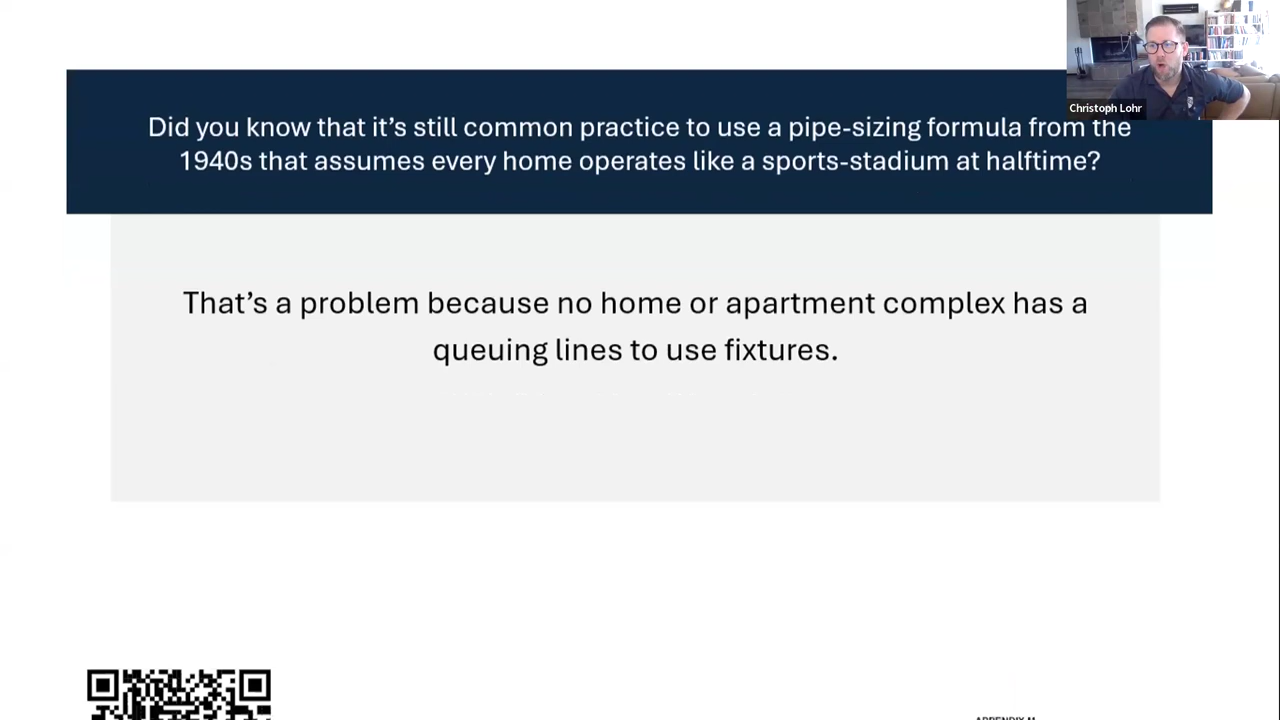 Christoph Lohr
Did you know that it's still common practice to use a pipe-sizing formula from the
1940s that assumes every home operates like a sports-stadium at halftime?
That's a problem because no home or apartment complex has a
queuing lines to use fixtures.
APPENDIX M